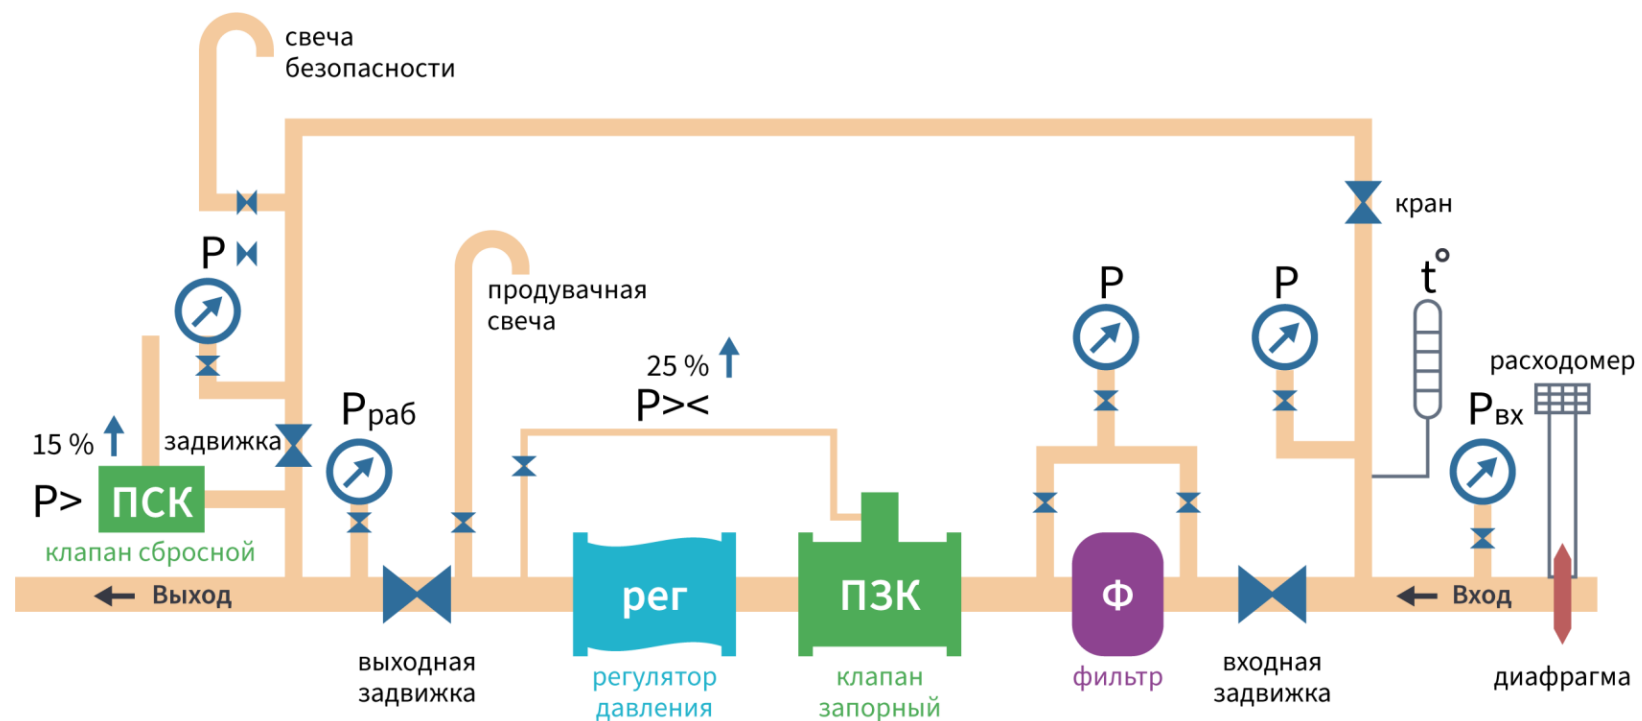 свеча
безопасности
кран
P
продувачная
свеча
P
P
t°
25 %
P><
расходомер
Pраб
Pвх
15 %
задвижка
P>
ПСК
клапан сбросной
Выход
рег
ПЗК
Ф
Вход
выходная
задвижка
регулятор
давления
клапан
запорный
фильтр
входная
задвижка
диафрагма